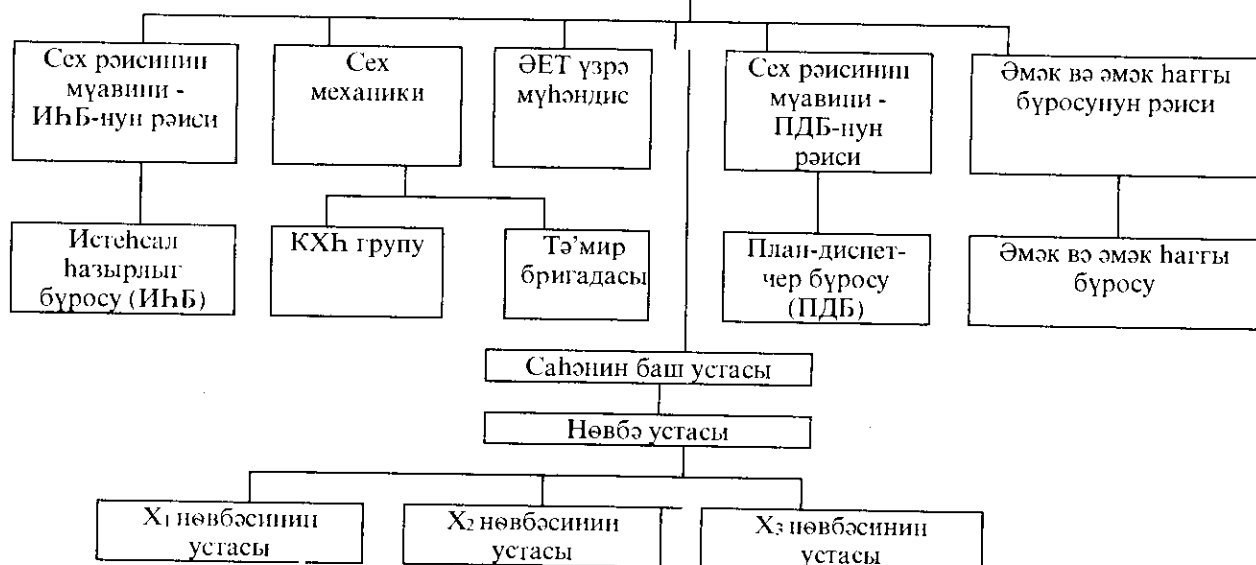 Сех рәисинин
мүавини -
ИҺБ-нун рәиси
Сех
механики
ӘЕТ үзрә
мүһәндис
Сех рәисинин
мүавини -
ПДБ-нун
рәиси
Әмәк вә әмәк һаггы
бүросунун рәиси
Истеһсал
һазырлыг
бүросу (ИҺБ)
КХҺ групу
Тә'мир
бригадасы
План-диспет-
чер бүросу
(ПДБ)
Әмәк вә әмәк һаггы
бүросу
Саһәнин баш устасы
Нөвбә устасы
X₁ нөвбәсинин
устасы
X₂ нөвбәсинин
устасы
X₃ нөвбәсинин
устасы